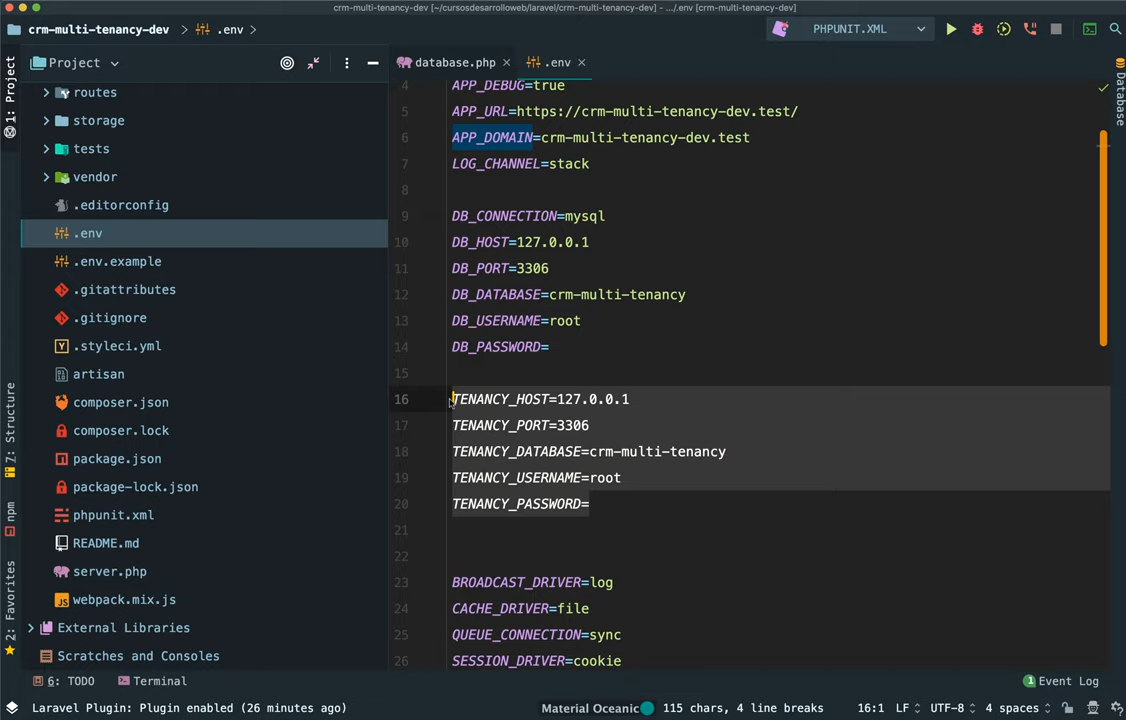 crm-multi-tenancy-dev [~/cursosdesarrolloweb/laravel/crm-multi-tenancy-dev] - .../.env [crm-multi-tenancy-dev]
crm-multi-tenancy-dev > .env >
PHPUNIT.XML
1: Project
7: Structure
npm
2: Favorites
Project
routes
storage
tests
vendor
.editorconfig
.env
.env.example
.gitattributes
.gitignore
.styleci.yml
artisan
composer.json
composer.lock
package.json
package-lock.json
phpunit.xml
README.md
server.php
webpack.mix.js
External Libraries
Scratches and Consoles
database.php
.env
4 APP_DEBUG=true
5 APP_URL=https://crm-multi-tenancy-dev.test/
6 APP_DOMAIN=crm-multi-tenancy-dev.test
7 LOG_CHANNEL=stack
8
9 DB_CONNECTION=mysql
10 DB_HOST=127.0.0.1
11 DB_PORT=3306
12 DB_DATABASE=crm-multi-tenancy
13 DB_USERNAME=root
14 DB_PASSWORD=
15
16 TENANCY_HOST=127.0.0.1
17 TENANCY_PORT=3306
18 TENANCY_DATABASE=crm-multi-tenancy
19 TENANCY_USERNAME=root
20 TENANCY_PASSWORD=
21
22
23 BROADCAST_DRIVER=log
24 CACHE_DRIVER=file
25 QUEUE_CONNECTION=sync
26 SESSION_DRIVER=cookie
Database
6: TODO
Terminal
1 Event Log
Laravel Plugin: Plugin enabled (26 minutes ago)
Material Oceanic
115 chars, 4 line breaks
16:1
LF
UTF-8
4 spaces